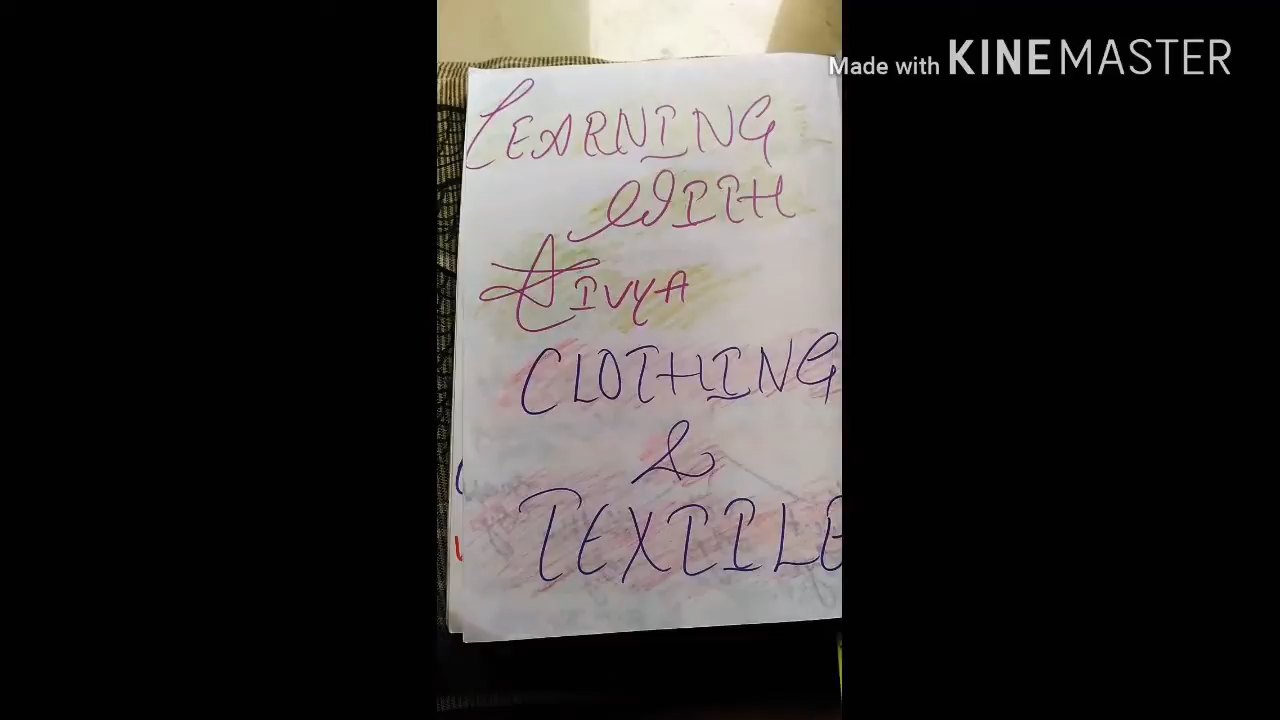 Made with KINEMASTER
LEARNING
WITH
DIVYA
CLOTHING
&
TEXTILE